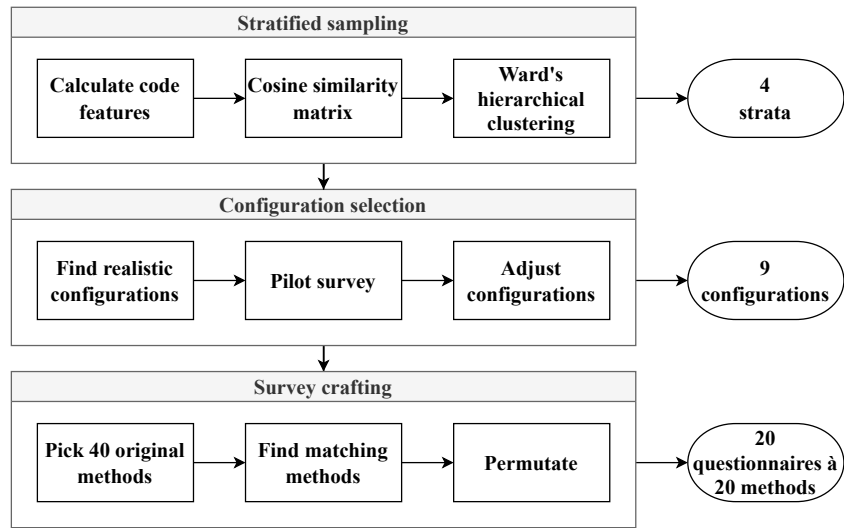 Stratified sampling
Calculate code
features
Cosine similarity
matrix
Ward's
hierarchical
clustering
4
strata
Configuration selection
Find realistic
configurations
Pilot survey
Adjust
configurations
9
configurations
Survey crafting
Pick 40 original
methods
Find matching
methods
Permutate
20
questionnaires à
20 methods